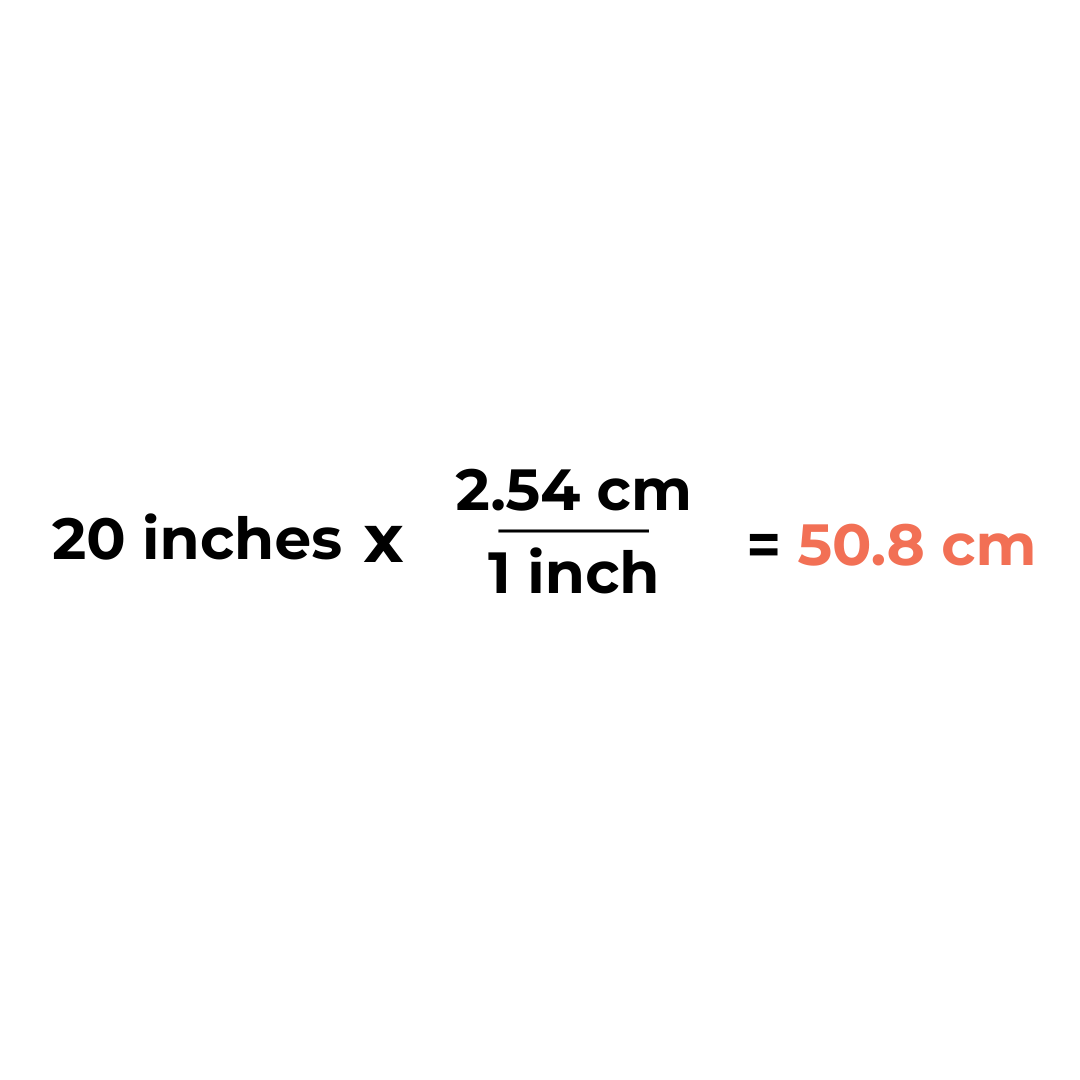 2.54 cm
20 inches x
1 inch
= 50.8 cm